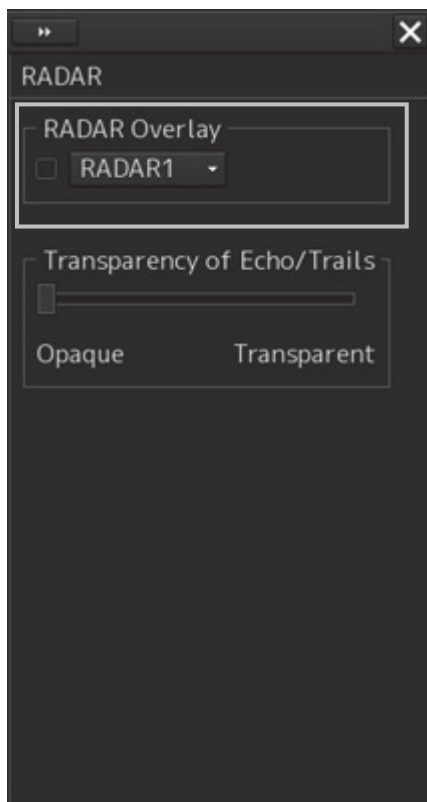 RADAR
RADAR Overlay
RADAR1
Transparency of Echo/Trails
Opaque Transparent